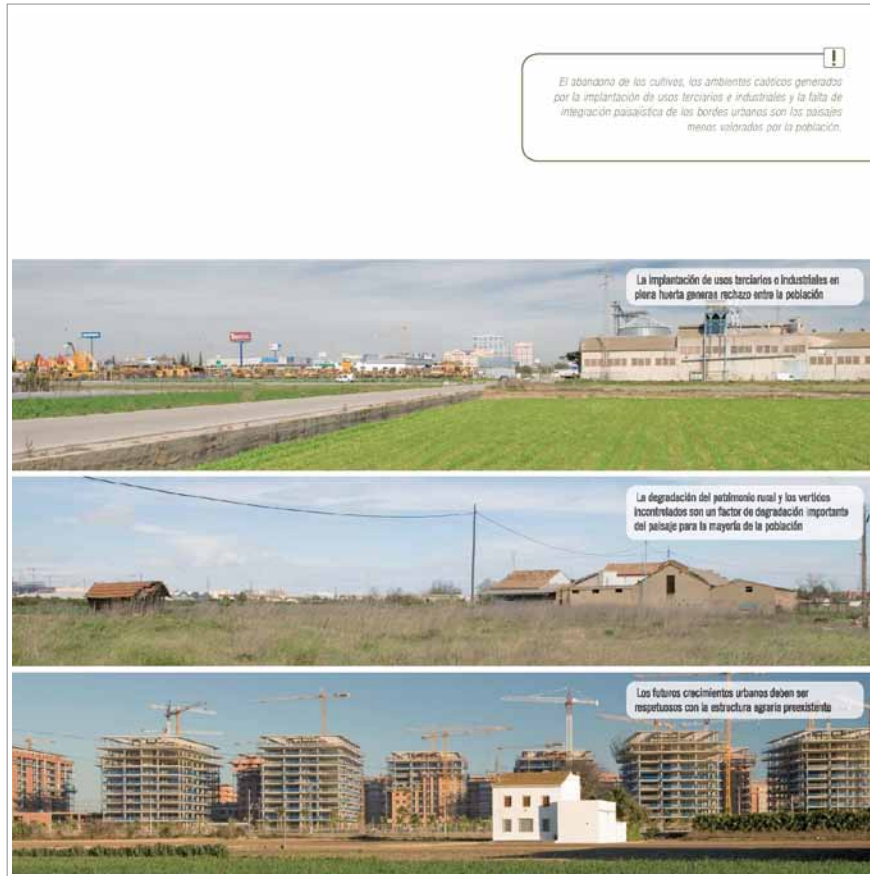 !
El abandono de los cultivos, los ambientes caóticos generados
por la implantación de usos terciarios e industriales y la falta de
integración paisajística de los bordes urbanos son los paisajes
menos valorados por la población.
La implantación de usos terciarios o industriales en
plena huerta generan rechazo entre la población
La degradación del patrimonio rural y los vertidos
incontrolados son un factor de degradación importante
del paisaje para la mayoría de la población
Los futuros crecimientos urbanos deben ser
respetuosos con la estructura agraria preexistente